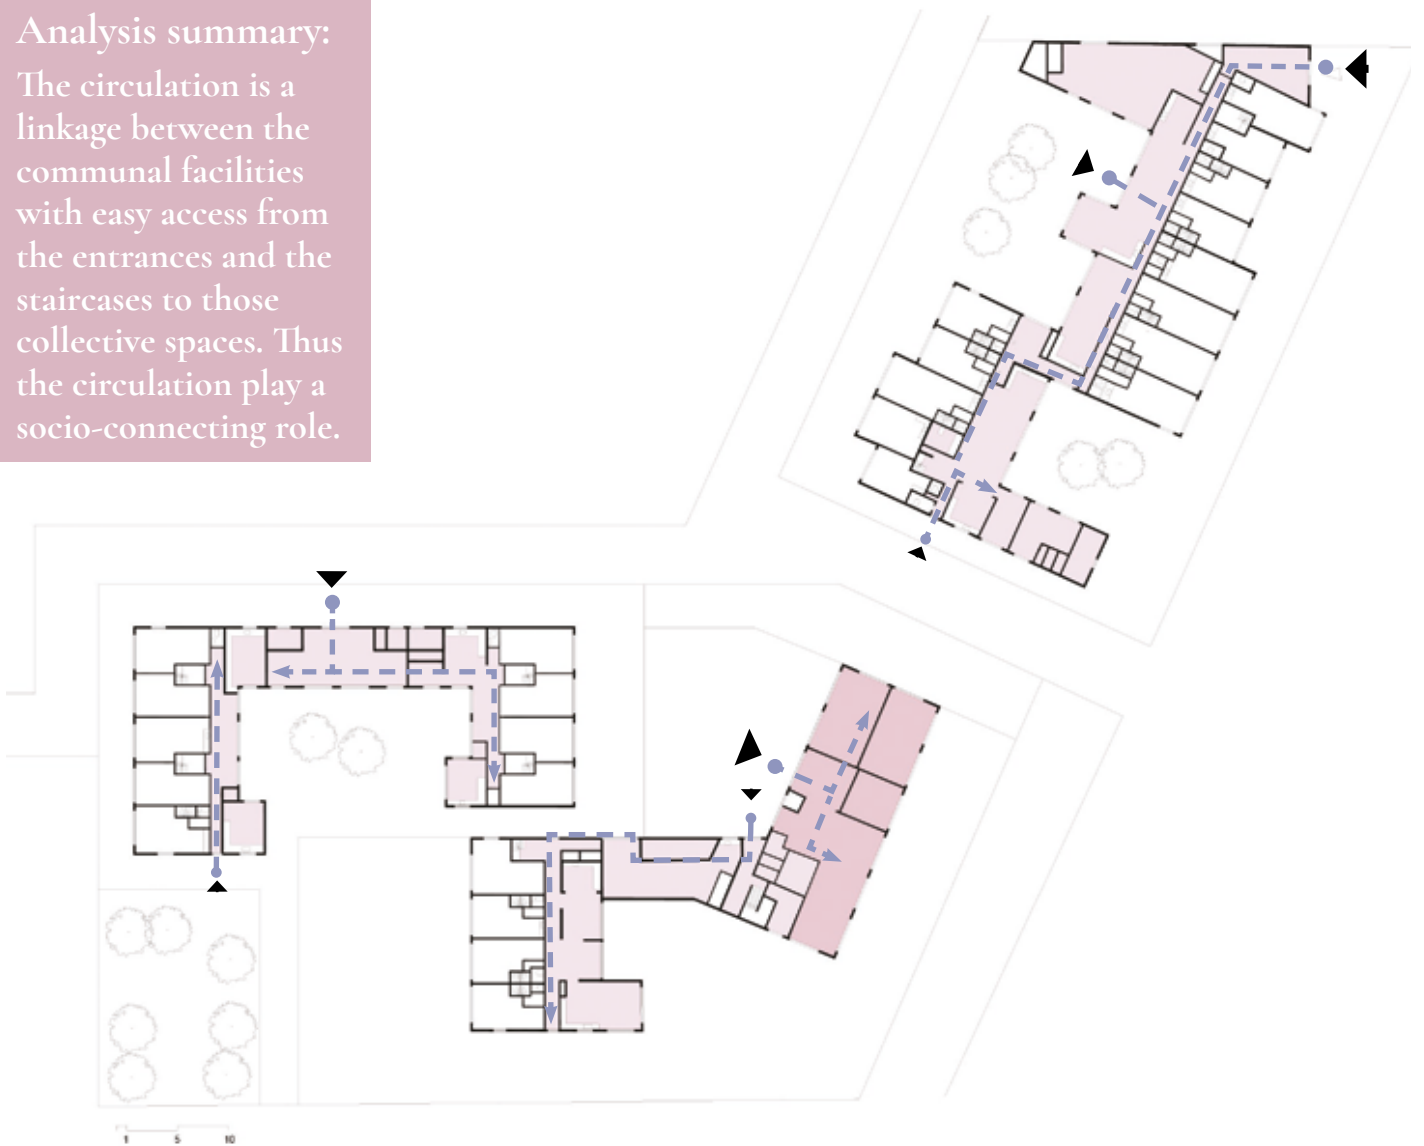 Analysis summary:
The circulation is a
linkage between the
communal facilities
with easy access from
the entrances and the
staircases to those
collective spaces. Thus
the circulation play a
socio-connecting role.
1 5 10